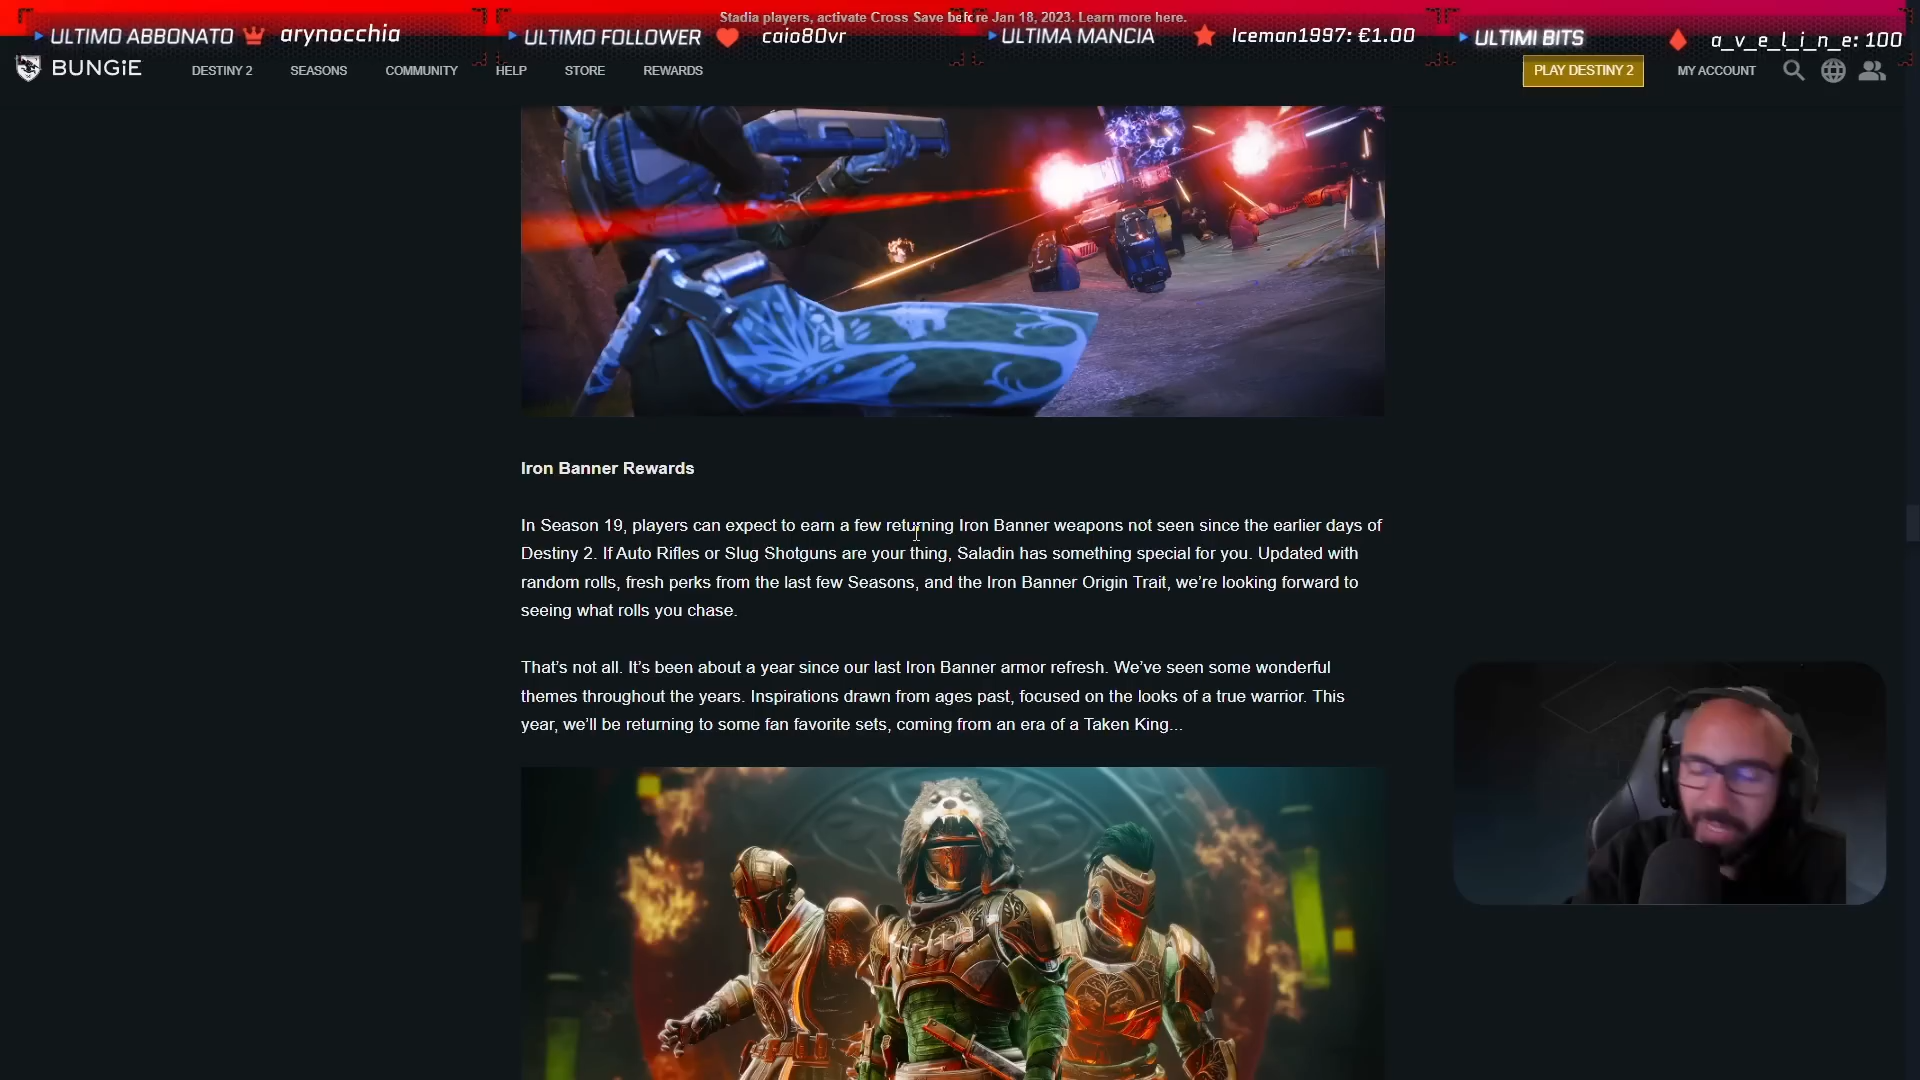 Stadia players, activate Cross Save before Jan 18, 2023. Learn more here.
ULTIMO ABBONATO arynocchia
ULTIMO FOLLOWER caio80vr
ULTIMA MANCIA Iceman1997: €1.00
ULTIMI BITS a_v_e_l_i_n_e: 100
BUNGiE DESTINY 2 SEASONS COMMUNITY HELP STORE REWARDS PLAY DESTINY 2 MY ACCOUNT
Iron Banner Rewards
In Season 19, players can expect to earn a few returning Iron Banner weapons not seen since the earlier days of
Destiny 2. If Auto Rifles or Slug Shotguns are your thing, Saladin has something special for you. Updated with
random rolls, fresh perks from the last few Seasons, and the Iron Banner Origin Trait, we’re looking forward to
seeing what rolls you chase.
That’s not all. It’s been about a year since our last Iron Banner armor refresh. We’ve seen some wonderful
themes throughout the years. Inspirations drawn from ages past, focused on the looks of a true warrior. This
year, we’ll be returning to some fan favorite sets, coming from an era of a Taken King...